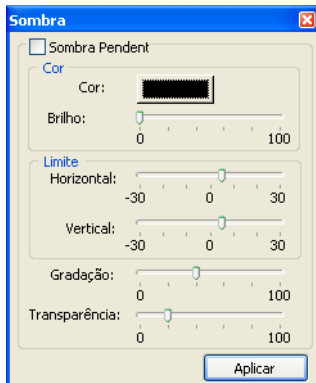 Sombra
Sombra Pendent
Cor
Cor:
Brilho:
0 100
Limite
Horizontal:
-30 0 30
Vertical:
-30 0 30
Gradação:
0 100
Transparência:
0 100
Aplicar